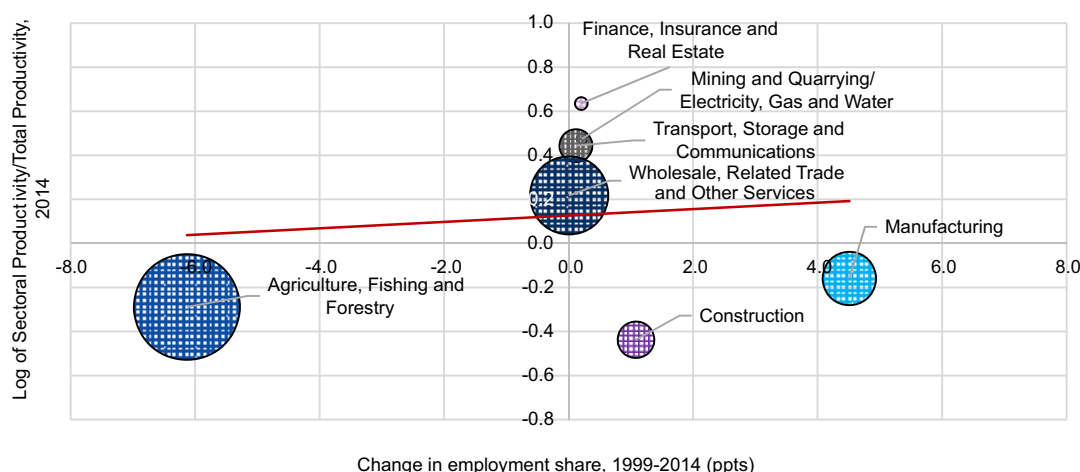 Log of Sectoral Productivity/Total Productivity,
2014
1.0
0.8
0.6
0.4
0.2
0.0
-0.2
-0.4
-0.6
-0.8
Finance, Insurance and
Real Estate
Mining and Quarrying/
Electricity, Gas and Water
Transport, Storage and
Communications
Wholesale, Related Trade
and Other Services
Manufacturing
Agriculture, Fishing and
Forestry
Construction
-8.0
-6.0
-4.0
-2.0
0.0
2.0
4.0
6.0
8.0
Change in employment share, 1999-2014 (ppts)